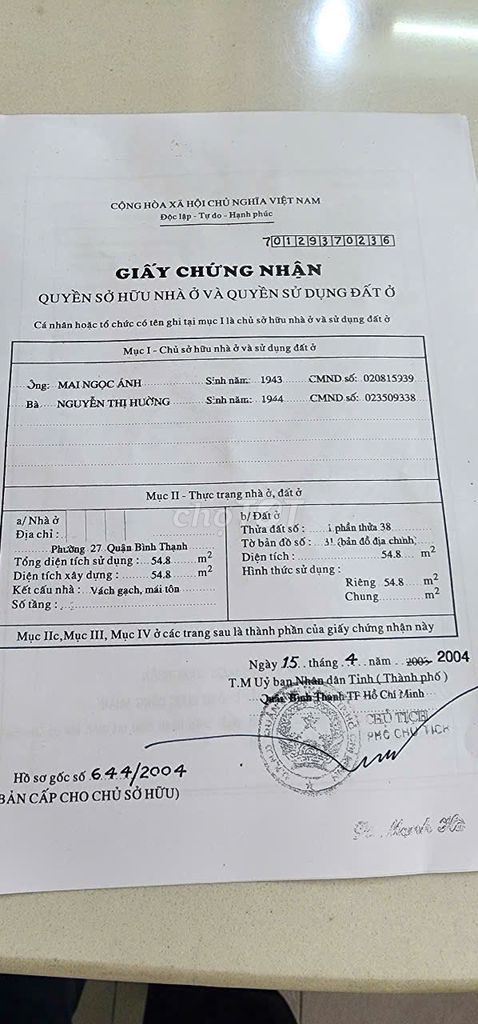 CỘNG HÒA XÃ HỘI CHỦ NGHĨA VIỆT NAM
Độc lập - Tự do - Hạnh phúc
70129370236
GIẤY CHỨNG NHẬN
QUYỀN SỞ HỮU NHÀ Ở VÀ QUYỀN SỬ DỤNG ĐẤT Ở
Cá nhân hoặc tổ chức có tên ghi tại mục I là chủ sở hữu nhà ở và sử dụng đất ở
Mục I - Chủ sở hữu nhà ở và sử dụng đất ở
Ông: MAI NGỌC ÁNH Sinh năm: 1943 CMND số: 020815939
Bà NGUYỄN THỊ HƯỜNG Sinh năm: 1944 CMND số: 023509338
Mục II - Thực trạng nhà ở, đất ở
a/ Nhà ở
Địa chỉ:
Phường 27 Quận Bình Thạnh
Tổng diện tích sử dụng: 54.8 m2
Diện tích xây dựng: 54.8 m2
Kết cấu nhà: Vách gạch, mái tôn
Số tầng:
b/ Đất ở
Thửa đất số: 1 phần thửa 38
Tờ bản đồ số: 31 (bản đồ địa chính)
Diện tích: 54.8 m2
Hình thức sử dụng:
Riêng 54.8 m2
Chung m2
chợTỐT
Mục IIc, Mục III, Mục IV ở các trang sau là thành phần của giấy chứng nhận này
Ngày 15 tháng 4 năm 2003 2004
T.M Uỷ ban Nhân dân Tỉnh (Thành phố)
Quận Bình Thạnh TF Hồ Chí Minh
CHỦ TỊCH
PHÓ CHỦ TỊCH
Hồ sơ gốc số 644/2004
BẢN CẤP CHO CHỦ SỞ HỮU)